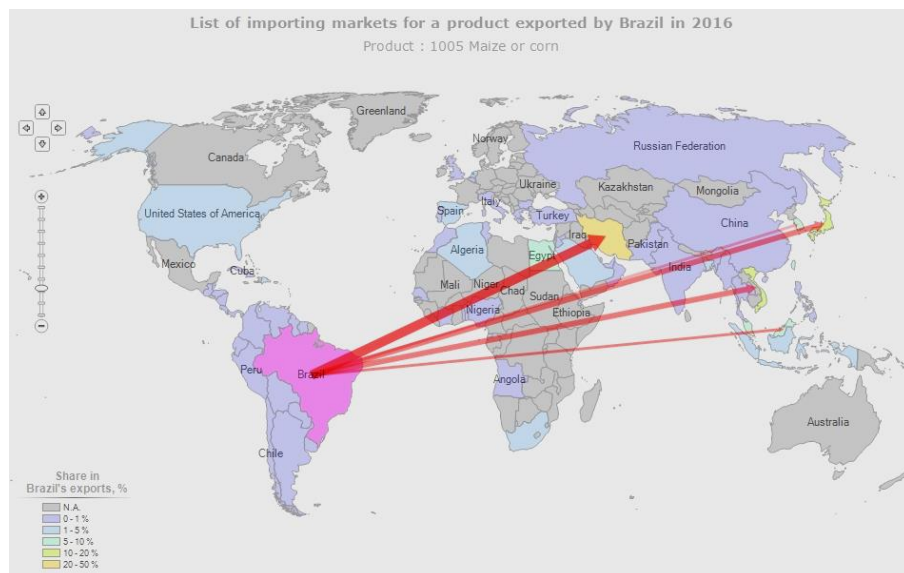 List of importing markets for a product exported by Brazil in 2016
Product : 1005 Maize or corn
Greenland
Norway
Canada
Russian Federation
Ukraine
Kazakhstan
Mongolia
United States of America
Spain
Italy
Turkey
China
Iraq
Pakistan
Algeria
Egypt
Mexico
Cuba
India
Mali
Niger
Chad
Sudan
Nigeria
Ethiopia
Peru
Brazil
Angola
Chile
Australia
Share in
Brazil's exports, %
N.A.
0 - 1 %
1 - 5 %
5 - 10 %
10 - 20 %
20 - 50 %